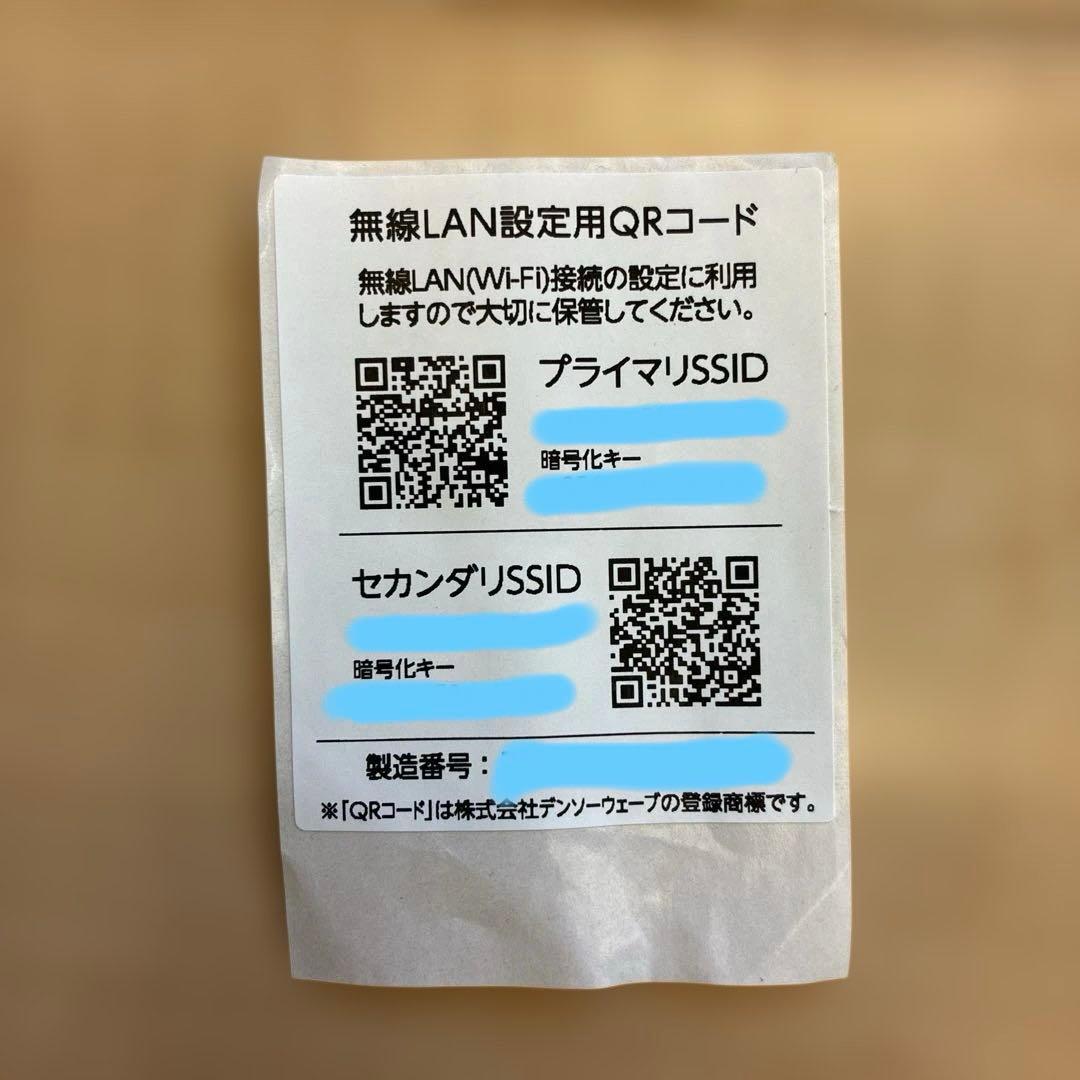 無線LAN設定用QRコード
無線LAN(Wi-Fi)接続の設定に利用
しますので大切に保管してください。
プライマリSSID
暗号化キー
セカンダリSSID
暗号化キー
製造番号：
※「QRコード」は株式会社デンソーウェーブの登録商標です。